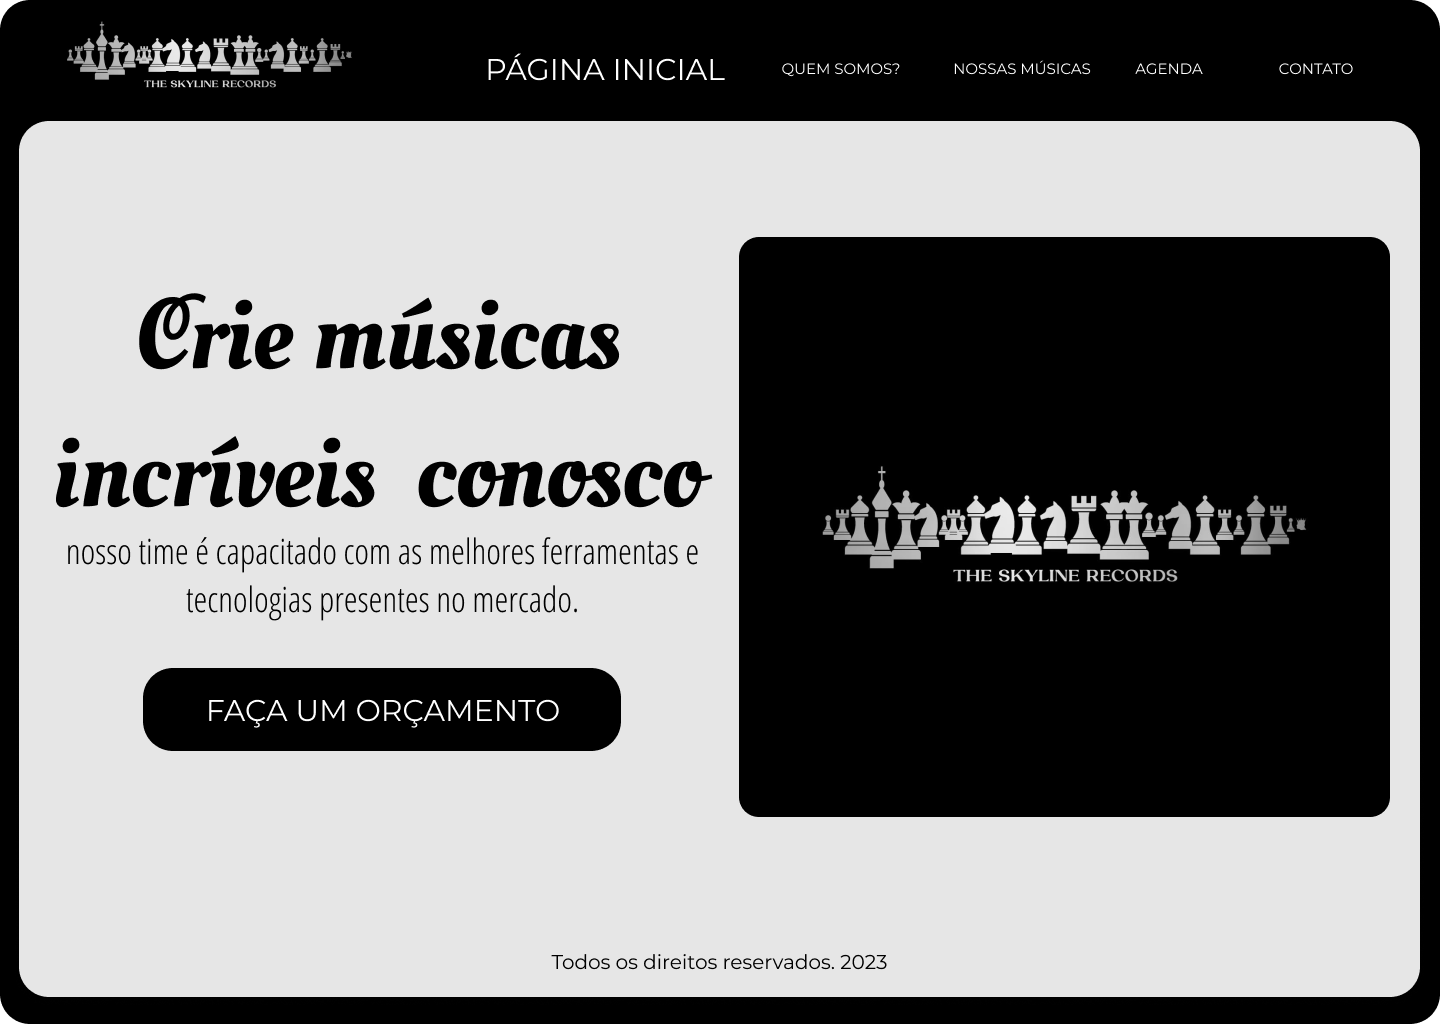 THE SKYLINE RECORDS
PÁGINA INICIAL
QUEM SOMOS?
NOSSAS MÚSICAS
AGENDA
CONTATO
Crie músicas
incríveis conosco
nosso time é capacitado com as melhores ferramentas e
tecnologias presentes no mercado.
FAÇA UM ORÇAMENTO
THE SKYLINE RECORDS
Todos os direitos reservados. 2023